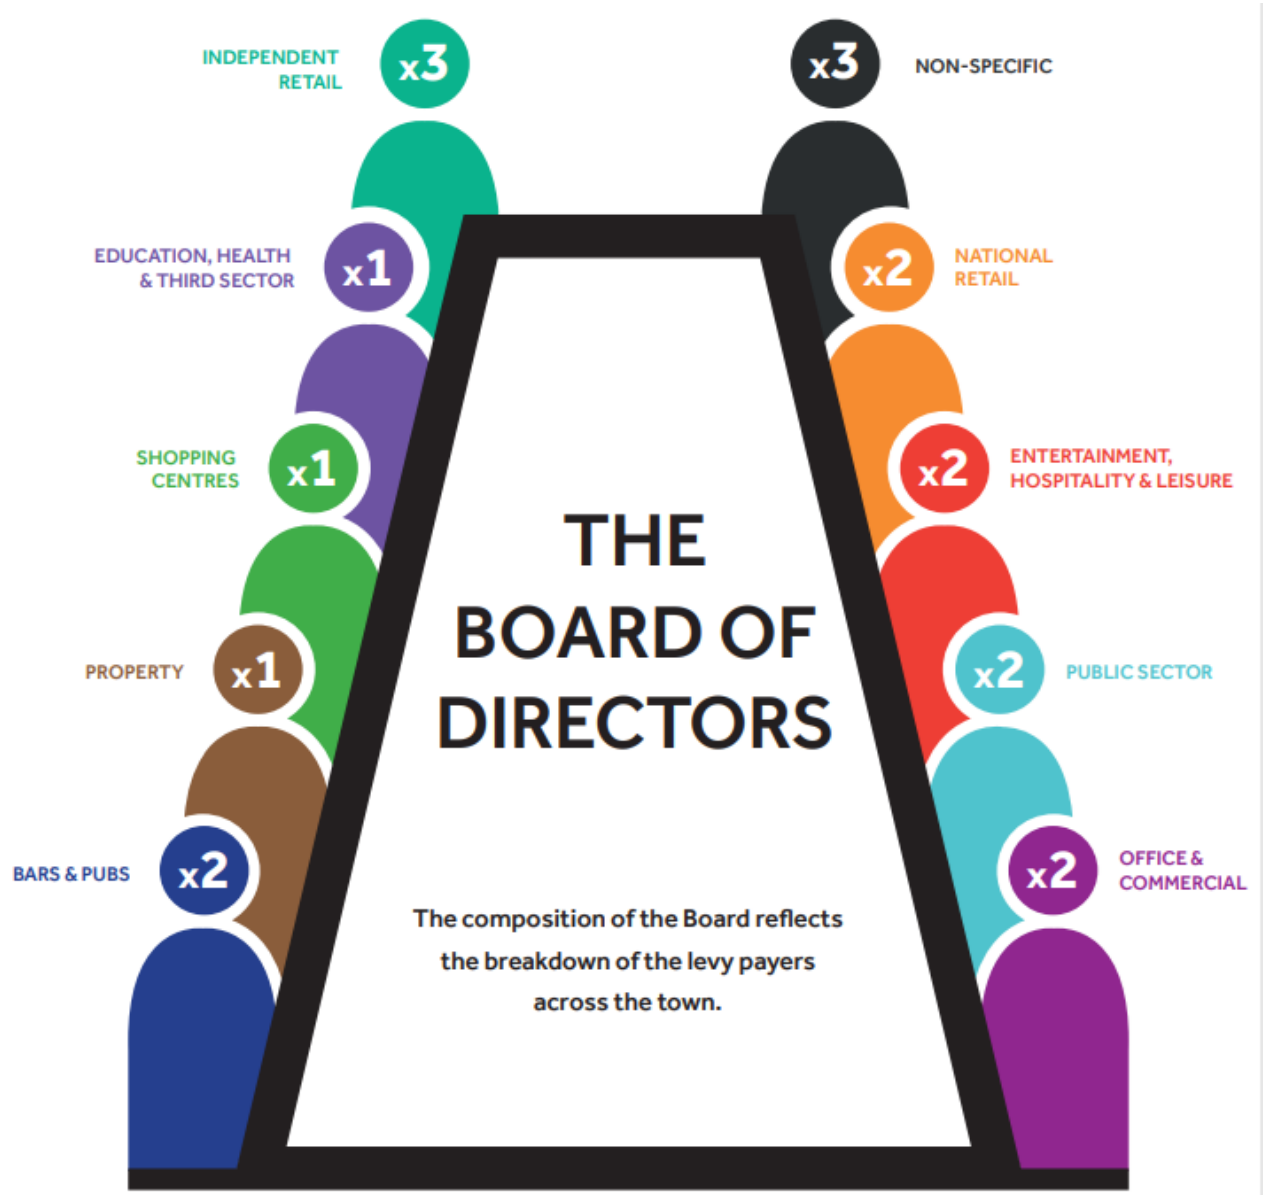 INDEPENDENT
RETAIL
x3
x3
NON-SPECIFIC
EDUCATION, HEALTH
& THIRD SECTOR
x1
x2
NATIONAL
RETAIL
SHOPPING
CENTRES
x1
x2
ENTERTAINMENT,
HOSPITALITY & LEISURE
PROPERTY
x1
x2
PUBLIC SECTOR
BARS & PUBS
x2
x2
OFFICE &
COMMERCIAL
THE
BOARD OF
DIRECTORS
The composition of the Board reflects
the breakdown of the levy payers
across the town.